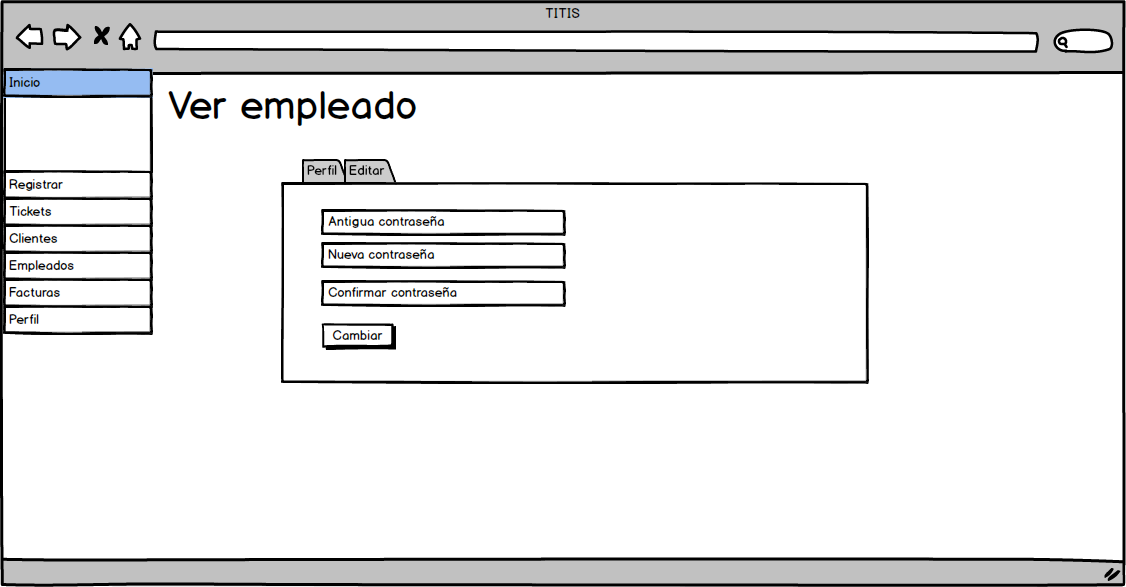 TITIS
Inicio
Ver empleado
Perfil
Editar
Registrar
Tickets
Clientes
Empleados
Facturas
Perfil
Antigua contraseña
Nueva contraseña
Confirmar contraseña
Cambiar